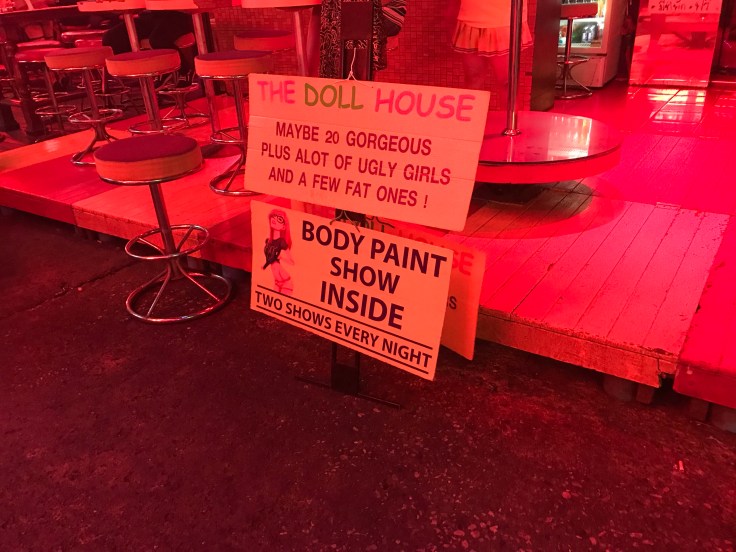 THE DOLL HOUSE
MAYBE 20 GORGEOUS
PLUS ALOT OF UGLY GIRLS
AND A FEW FAT ONES !
BODY PAINT
SHOW
INSIDE
TWO SHOWS EVERY NIGHT